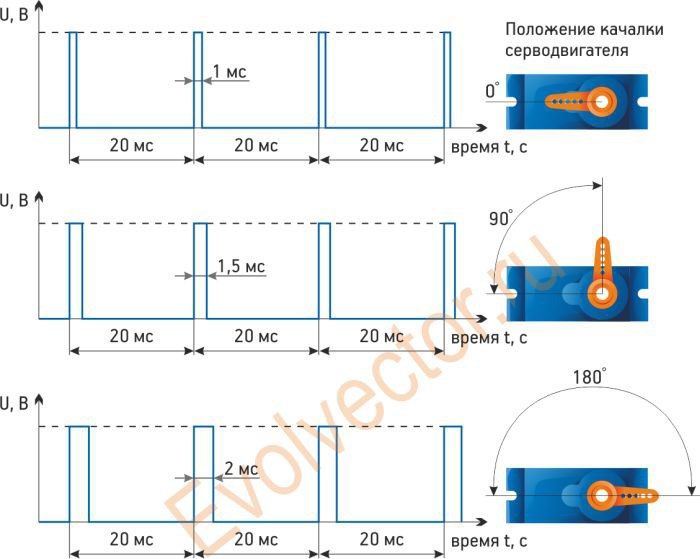 U, В
1 мс
20 мс 20 мс 20 мс
время t, с
Положение качалки
серводвигателя
0°
U, В
1,5 мс
20 мс 20 мс 20 мс
время t, с
90°
U, В
2 мс
20 мс 20 мс 20 мс
время t, с
180°
Evolvector.ru